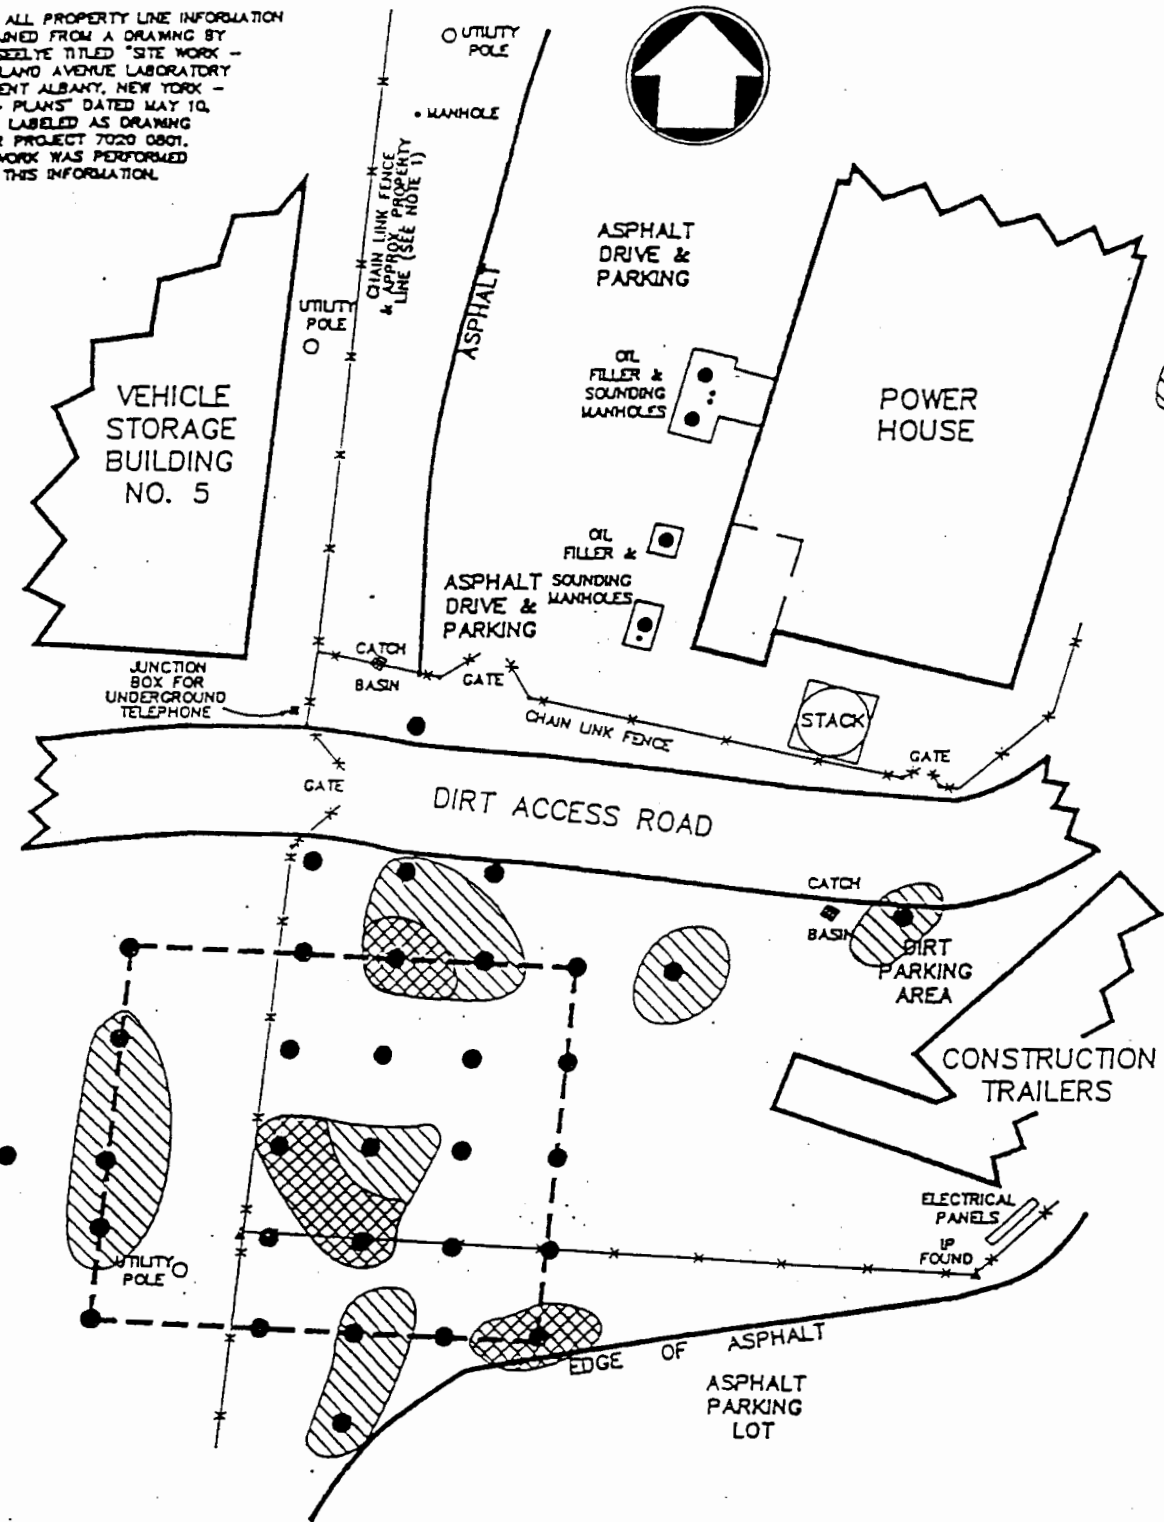 ALL PROPERTY LINE INFORMATION
FROM A DRAWING BY
SEELYE TITLED "SITE WORK -
LAND AVENUE LABORATORY
ALBANY, NEW YORK -
PLANS" DATED MAY 10,
LABELED AS DRAWING
PROJECT 7020 0801.
WORK WAS PERFORMED
THIS INFORMATION.
UTILITY
POLE
MANHOLE
CHAIN LINK FENCE
& APPROX. PROPERTY
LINE (SEE NOTE 1)
ASPHALT
ASPHALT
DRIVE &
PARKING
UTILITY
POLE
VEHICLE
STORAGE
BUILDING
NO. 5
OIL
FILLER &
SOUNDING
MANHOLES
POWER
HOUSE
OIL
FILLER &
SOUNDING
MANHOLES
ASPHALT
DRIVE &
PARKING
CATCH
BASIN
GATE
JUNCTION
BOX FOR
UNDERGROUND
TELEPHONE
CHAIN LINK FENCE
STACK
GATE
GATE
DIRT ACCESS ROAD
CATCH
BASIN
DIRT
PARKING
AREA
CONSTRUCTION
TRAILERS
ELECTRICAL
PANELS
IP
FOUND
UTILITY
POLE
EDGE OF ASPHALT
ASPHALT
PARKING
LOT